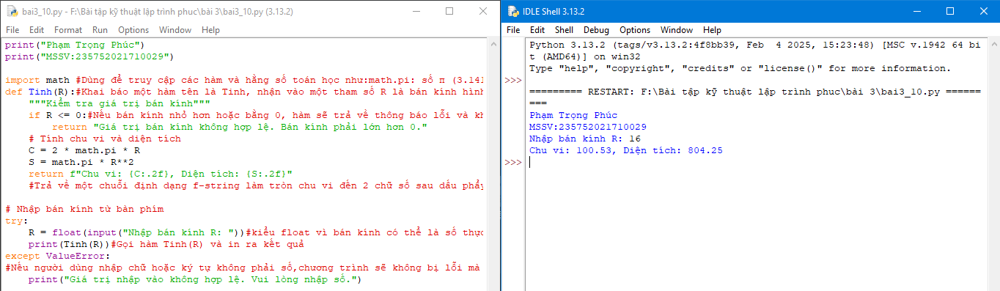 bai3_10.py - F:\Bài tập kỹ thuật lập trình phuc\bài 3\bai3_10.py (3.13.2)
File Edit Format Run Options Window Help
print("Phạm Trọng Phúc")
print("MSSV:235752021710029")
import math #Dùng để truy cập các hàm và hằng số toán học như:math.pi: số π (3.141
def Tinh(R):#Khai báo một hàm tên là Tinh, nhận vào một tham số R là bán kính hình
"""Kiểm tra giá trị bán kính"""
if R <= 0:#Nếu bán kính nhỏ hơn hoặc bằng 0, hàm sẽ trả về thông báo lỗi và kh
return "Giá trị bán kính không hợp lệ. Bán kính phải lớn hơn 0."
# Tính chu vi và diện tích
C = 2 * math.pi * R
S = math.pi * R**2
return f"Chu vi: {C:.2f}, Diện tích: {S:.2f}"
#Trả về một chuỗi định dạng f-string làm tròn chu vi đến 2 chữ số sau dấu phẩy
# Nhập bán kính từ bàn phím
try:
R = float(input("Nhập bán kính R: "))#kiểu float vì bán kính có thể là số thực
print(Tinh(R))#Gọi hàm Tinh(R) và in ra kết quả
except ValueError:
#Nếu người dùng nhập chữ hoặc ký tự không phải số,chương trình sẽ không bị lỗi mà
print("Giá trị nhập vào không hợp lệ. Vui lòng nhập số.")
IDLE Shell 3.13.2
File Edit Shell Debug Options Window Help
Python 3.13.2 (tags/v3.13.2:4f8bb39, Feb  4 2025, 15:23:48) [MSC v.1942 64 bi
t (AMD64)] on win32
Type "help", "copyright", "credits" or "license()" for more information.
>>>
========= RESTART: F:\Bài tập kỹ thuật lập trình phuc\bài 3\bai3_10.py ======
===
Phạm Trọng Phúc
MSSV:235752021710029
Nhập bán kính R: 16
Chu vi: 100.53, Diện tích: 804.25
>>>